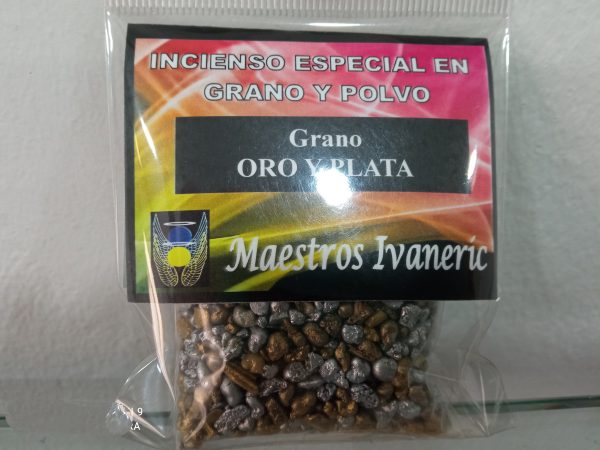 INCIENSO ESPECIAL EN
GRANO Y POLVO
Grano
ORO Y PLATA
Maestros Ivaneric